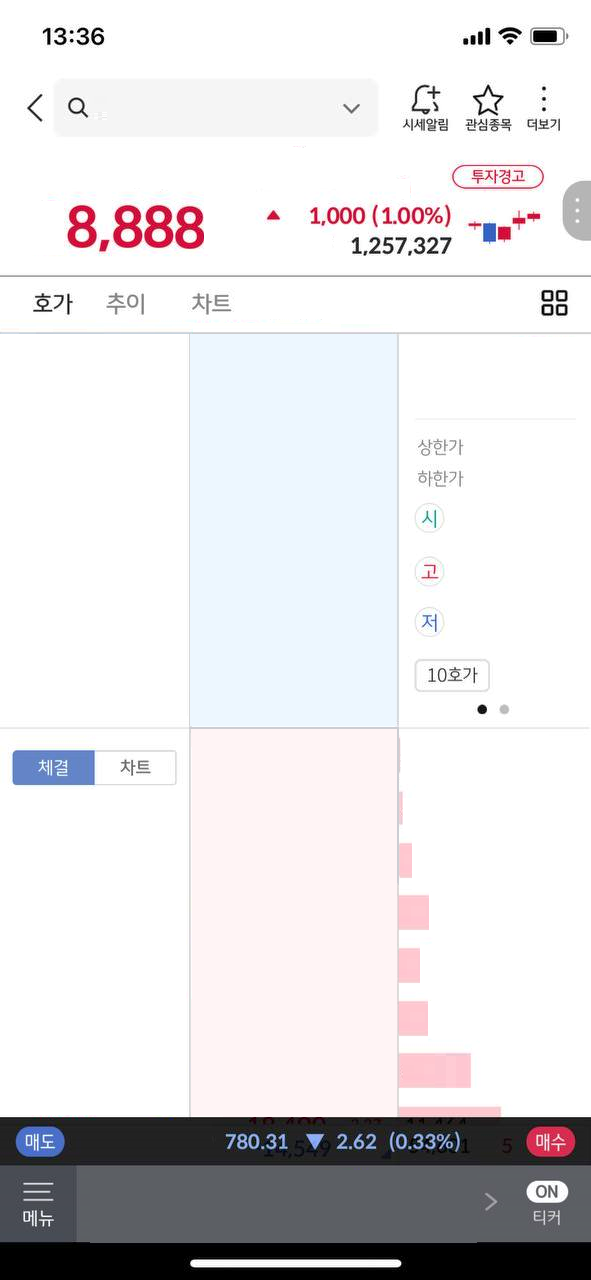 13:36
시세알림 관심종목 더보기
투자경고
8,888 ▲ 1,000 (1.00%)
1,257,327
호가 추이 차트
상한가
하한가
시
고
저
10호가
체결 차트
매도 780.31 ▼ 2.62 (0.33%) 매수
14,549
5
메뉴
ON
티커